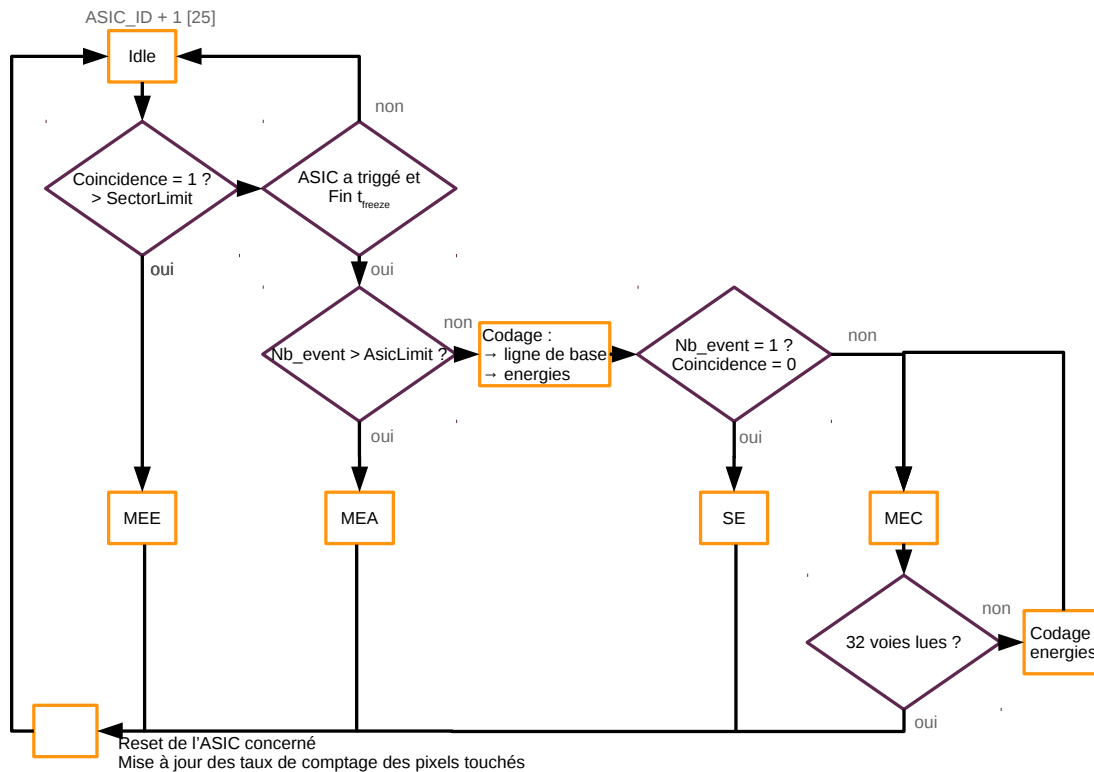 ASIC_ID + 1 [25]
Idle
non
Coincidence = 1 ?
> SectorLimit
ASIC a triggé et
Fin t_freeze
oui
oui
Nb_event > AsicLimit ?
non
Codage :
→ ligne de base
→ energies
Nb_event = 1 ?
Coincidence = 0
non
oui
oui
MEE
MEA
SE
MEC
32 voies lues ?
non
Codage
energies
oui
Reset de l'ASIC concerné
Mise à jour des taux de comptage des pixels touchés